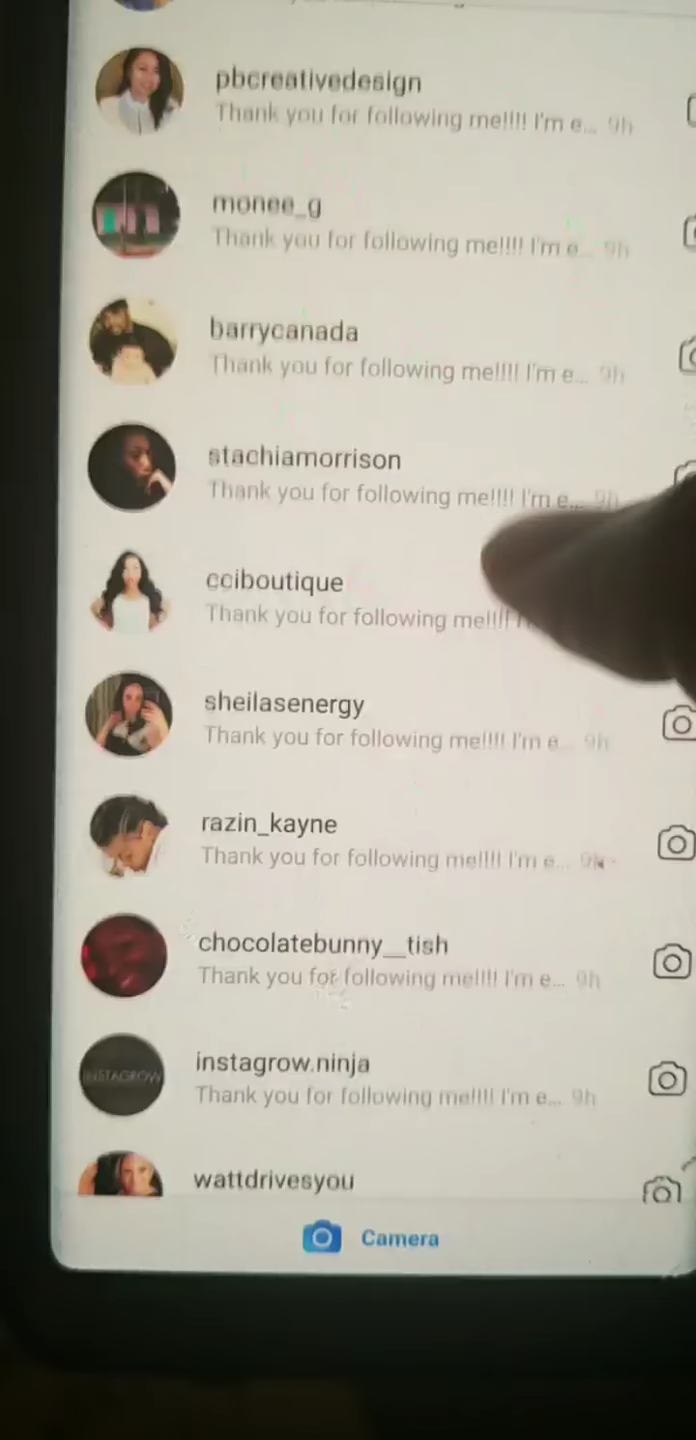 pbcreativedesign
Thank you for following me!!!! I'm e... 9h
monee_g
Thank you for following me!!!! I'm e... 9h
barrycanada
Thank you for following me!!!! I'm e... 9h
stachiamorrison
Thank you for following me!!!! I'm e... 9h
cciboutique
Thank you for following me!!!!
sheilasenergy
Thank you for following me!!!! I'm e... 9h
razin_kayne
Thank you for following me!!!! I'm e... 9h
chocolatebunny__tish
Thank you for following me!!!! I'm e... 9h
INSTAGROW
instagrow.ninja
Thank you for following me!!!! I'm e... 9h
wattdrivesyou
Camera